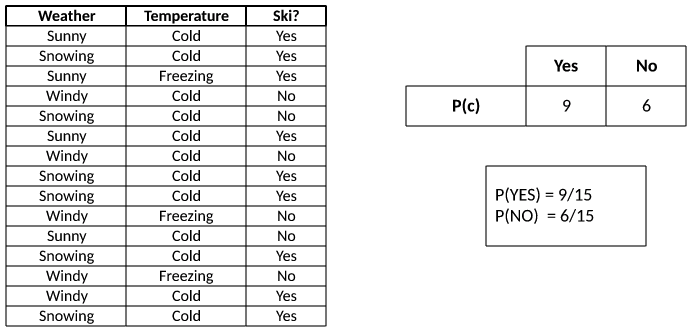 Weather Temperature Ski?
Sunny Cold Yes
Snowing Cold Yes
Sunny Freezing Yes
Windy Cold No
Snowing Cold No
Sunny Cold Yes
Windy Cold No
Snowing Cold Yes
Snowing Cold Yes
Windy Freezing No
Sunny Cold No
Snowing Cold Yes
Windy Freezing No
Windy Cold Yes
Snowing Cold Yes
Yes No
P(c) 9 6
P(YES) = 9/15
P(NO) = 6/15